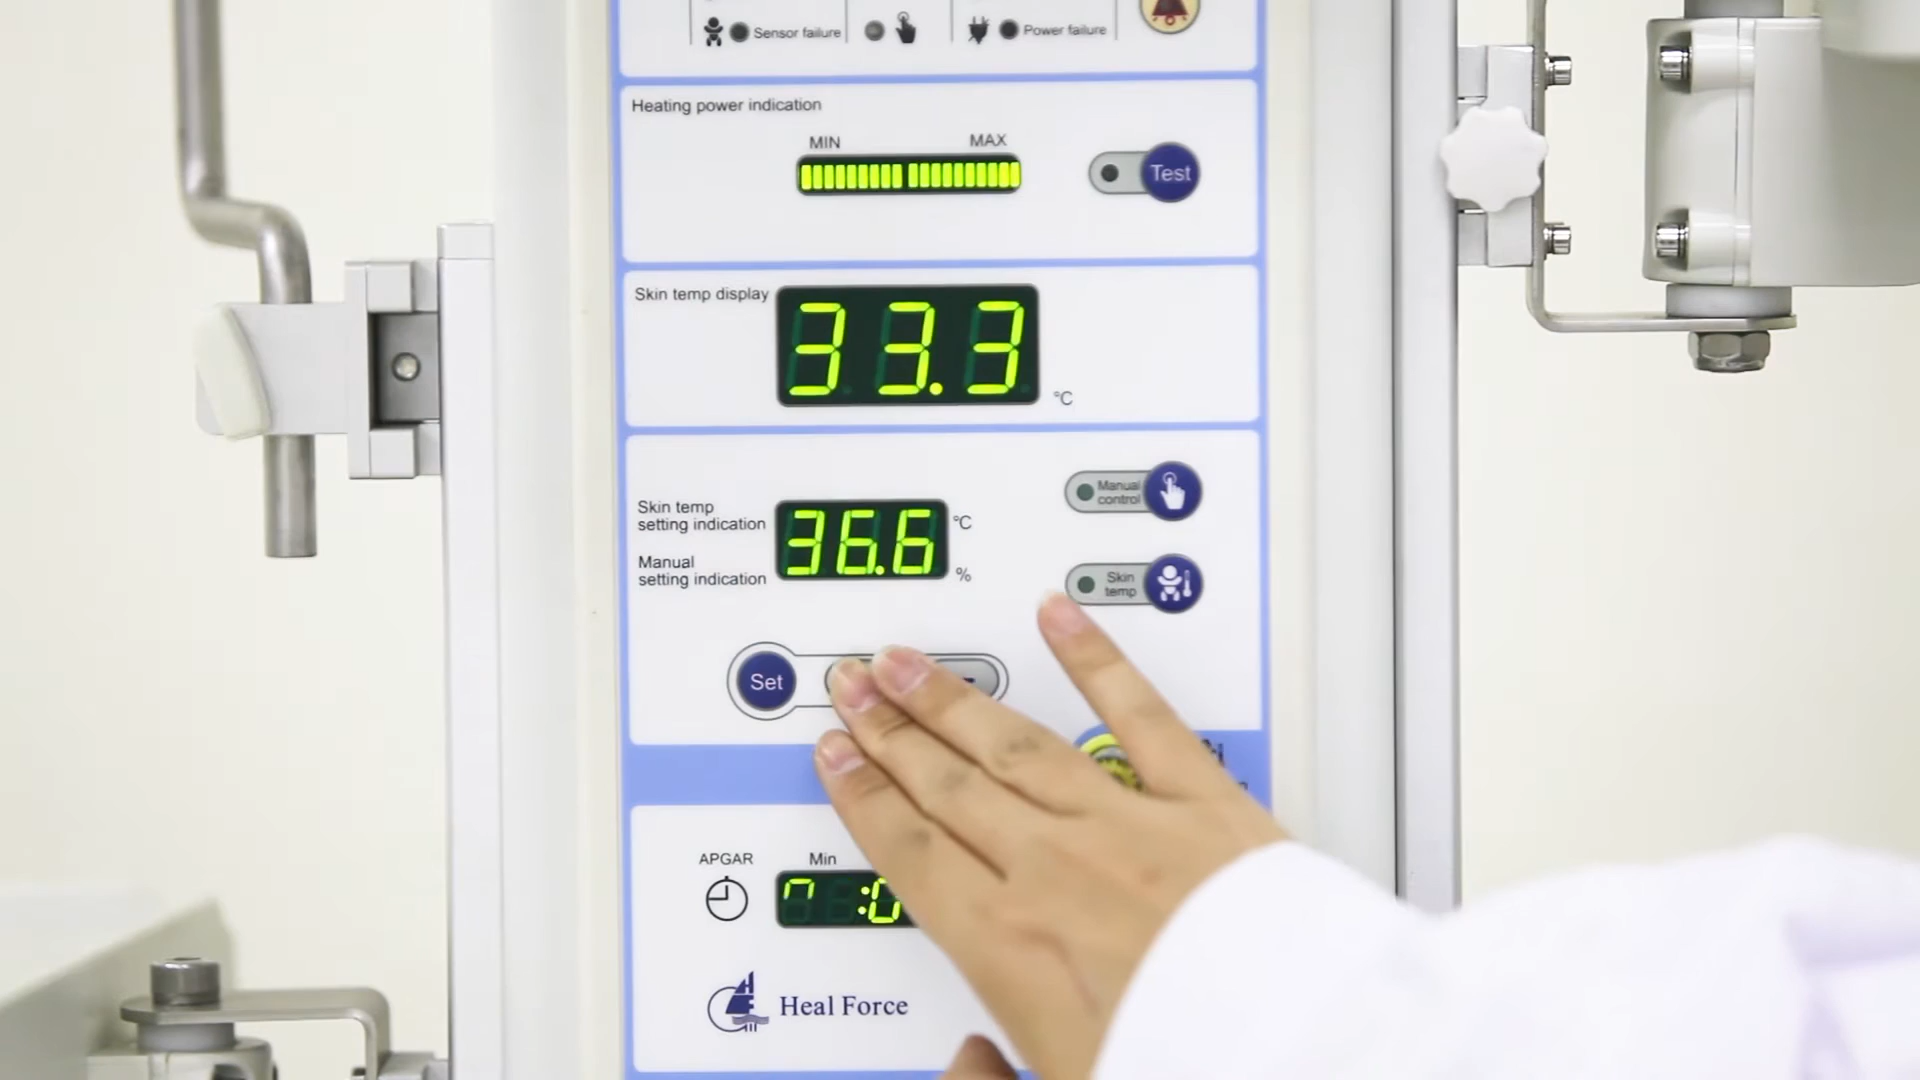 Sensor failure
Power failure
Heating power indication
MIN
MAX
Test
Skin temp display
33.3
°C
Skin temp
setting indication
36.6
°C
Manual
control
Manual
setting indication
%
Skin
temp
Set
APGAR
Min
Heal Force